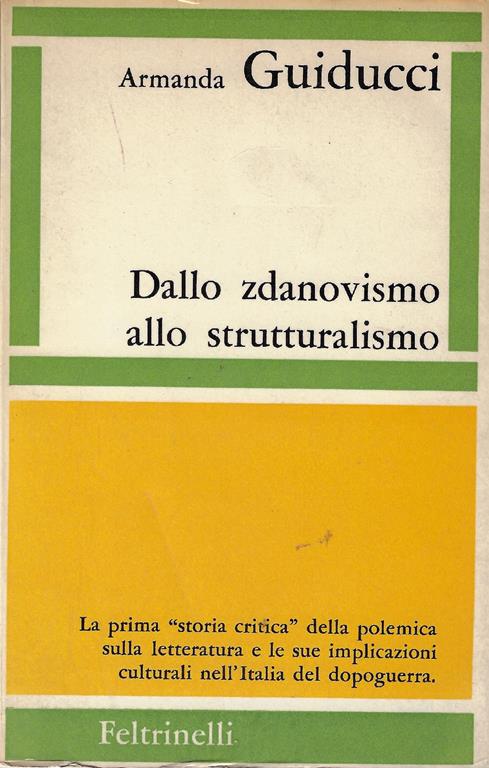 Armanda Guiducci
Dallo zdanovismo
allo strutturalismo
La prima “storia critica” della polemica
sulla letteratura e le sue implicazioni
culturali nell'Italia del dopoguerra.
Feltrinelli